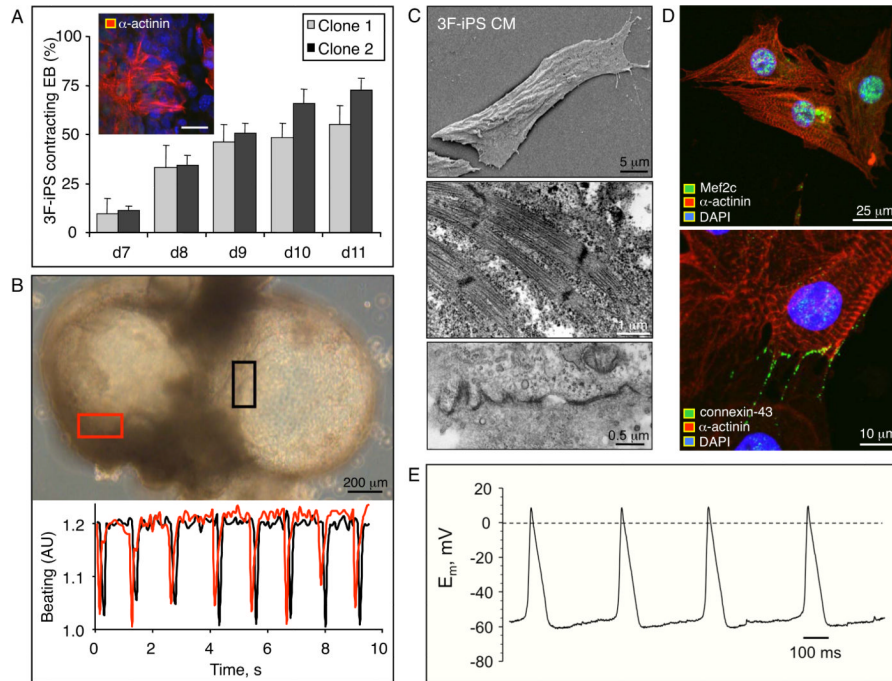 A
α-actinin
Clone 1
Clone 2
3F-iPS contracting EB (%)
100
75
50
25
0
d7 d8 d9 d10 d11
B
200 μm
Beating (AU)
1.2
1.1
1.0
0 2 4 6 8 10
Time, s
C
3F-iPS CM
5 μm
1 μm
0.5 μm
D
Mef2c
α-actinin
DAPI
25 μm
connexin-43
α-actinin
DAPI
10 μm
E
Em, mV
20
0
-20
-40
-60
-80
100 ms